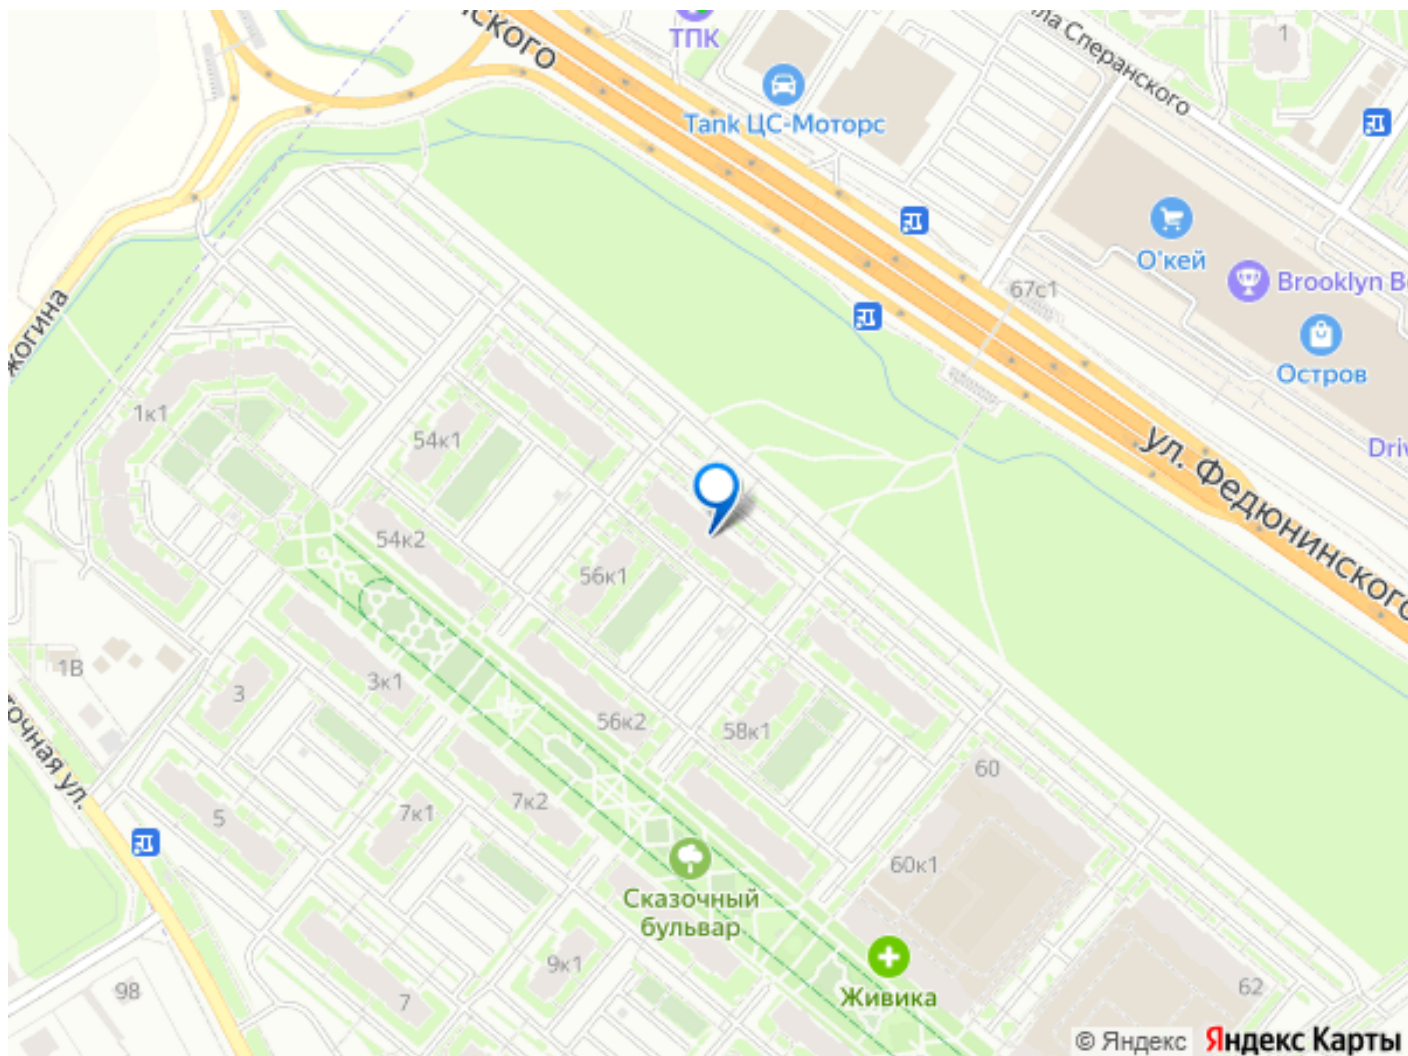 нского
ТПК
ла Сперанского
1
Tank ЦС-Моторс
О'кей
67с1
Brooklyn B
Остров
жогина
1к1
54к1
Driv
ул. Федюнинского
54к2
56к1
1В
3
3к1
56к2
58к1
точная ул.
60
5
7к1
7к2
60к1
Сказочный
бульвар
9к1
Живика
98
7
62
© Яндекс
Яндекс Карты